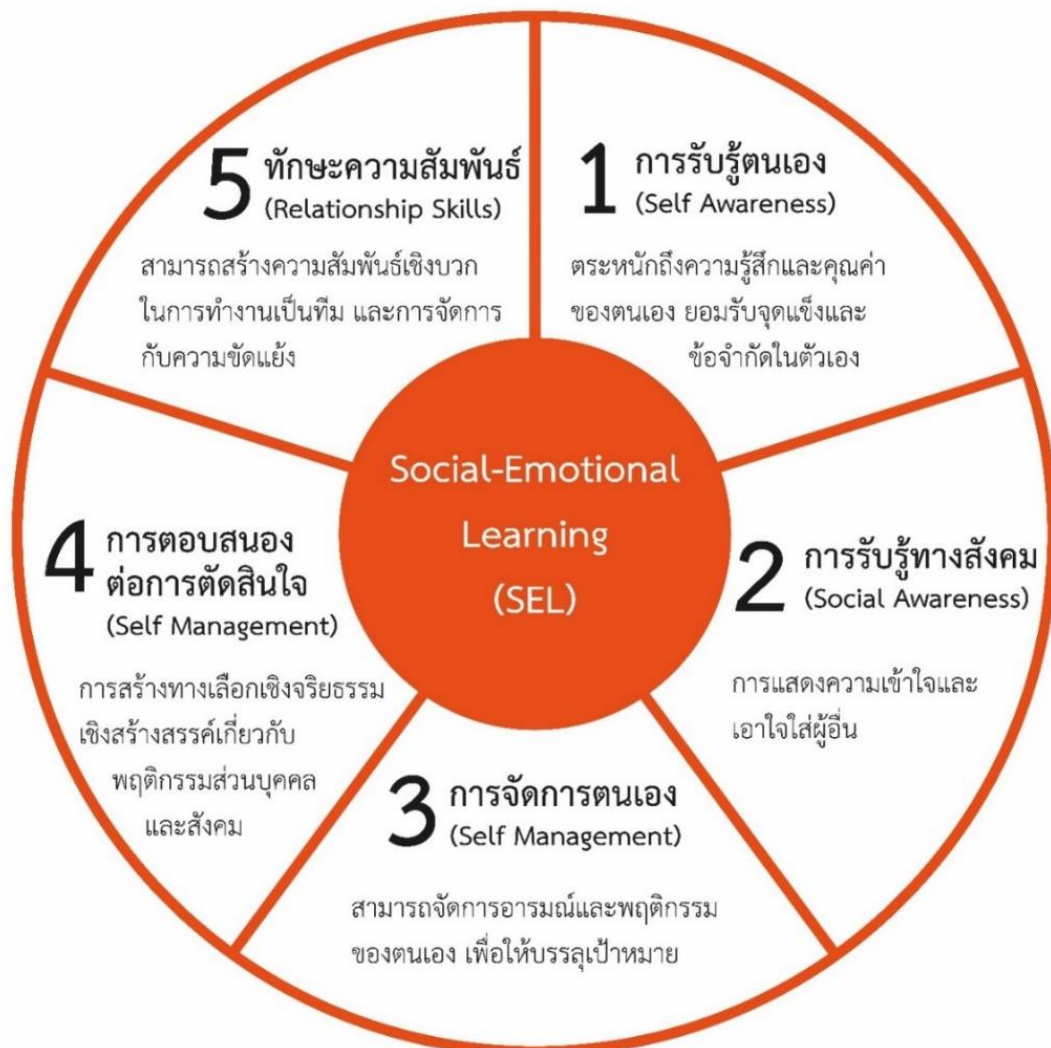 5 ทักษะความสัมพันธ์
(Relationship Skills)
สามารถสร้างความสัมพันธ์เชิงบวก
ในการทำงานเป็นทีม และการจัดการ
กับความขัดแย้ง
1 การรับรู้ตนเอง
(Self Awareness)
ตระหนักถึงความรู้สึกและคุณค่า
ของตนเอง ยอมรับจุดแข็งและ
ข้อจำกัดในตัวเอง
Social-Emotional
Learning
(SEL)
4 การตอบสนอง
ต่อการตัดสินใจ
(Self Management)
การสร้างทางเลือกเชิงจริยธรรม
เชิงสร้างสรรค์เกี่ยวกับ
พฤติกรรมส่วนบุคคล
และสังคม
2 การรับรู้ทางสังคม
(Social Awareness)
การแสดงความเข้าใจและ
เอาใจใส่ผู้อื่น
3 การจัดการตนเอง
(Self Management)
สามารถจัดการอารมณ์และพฤติกรรม
ของตนเอง เพื่อให้บรรลุเป้าหมาย